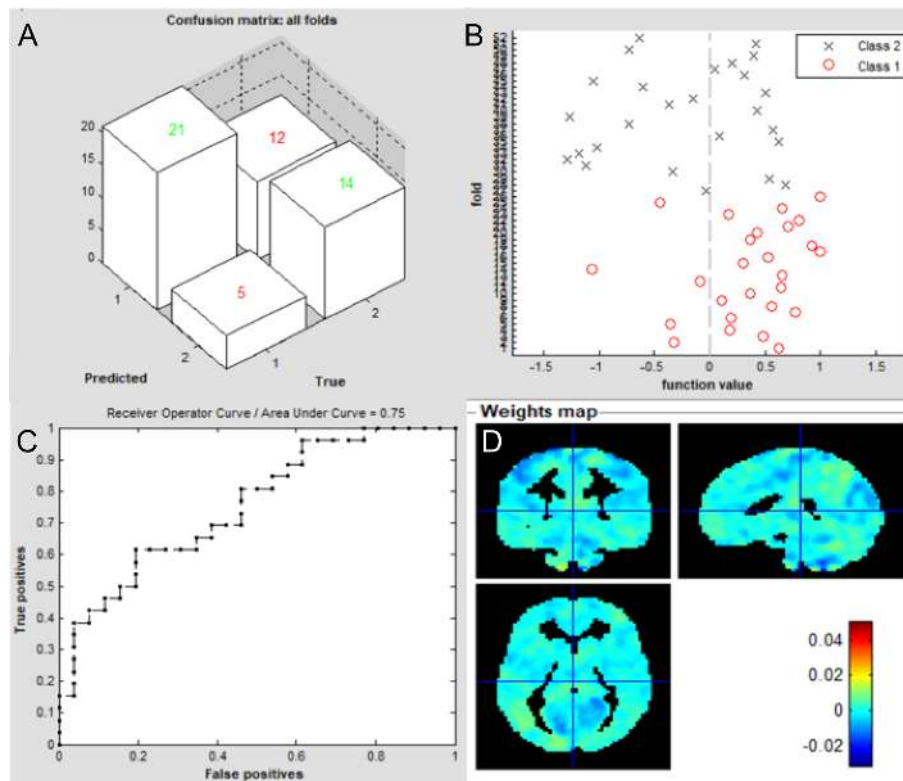 A
Confusion matrix: all folds
20
15
10
5
0
21
12
14
5
1
2
1
2
Predicted
True
B
Class 2
Class 1
fold
-1.5
-1
-0.5
0
0.5
1
1.5
function value
C
Receiver Operator Curve / Area Under Curve = 0.75
1
0.9
0.8
0.7
0.6
0.5
0.4
0.3
0.2
0.1
0
0
0.2
0.4
0.6
0.8
1
True positives
False positives
Weights map
D
0.04
0.02
0
-0.02